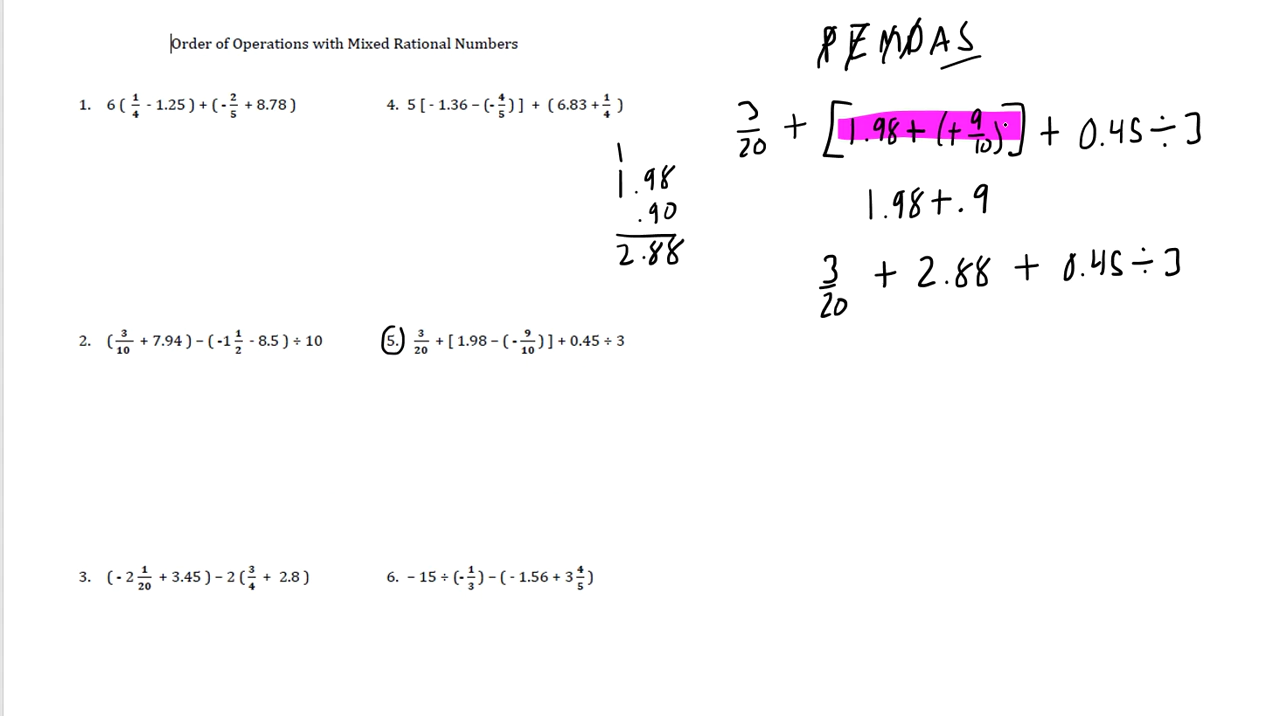 Order of Operations with Mixed Rational Numbers
PEMDAS
1. 6 ( 1/4 - 1.25 ) + ( - 2/5 + 8.78 )
4. 5 [ - 1.36 – (- 4/5 ) ] + ( 6.83 + 1/4 )
3/20 + [ 1.98 + (+ 9/10 ) ] + 0.45 ÷ 3
1
1.98
.90
2.88
1.98 + .9
3/20 + 2.88 + 0.45 ÷ 3
2. ( 3/10 + 7.94 ) – ( -1 1/2 - 8.5 ) ÷ 10
5. 3/20 + [ 1.98 – ( - 9/10 ) ] + 0.45 ÷ 3
3. ( - 2 1/20 + 3.45 ) – 2 ( 3/4 + 2.8 )
6. – 15 ÷ (- 1/3 ) – ( - 1.56 + 3 4/5 )